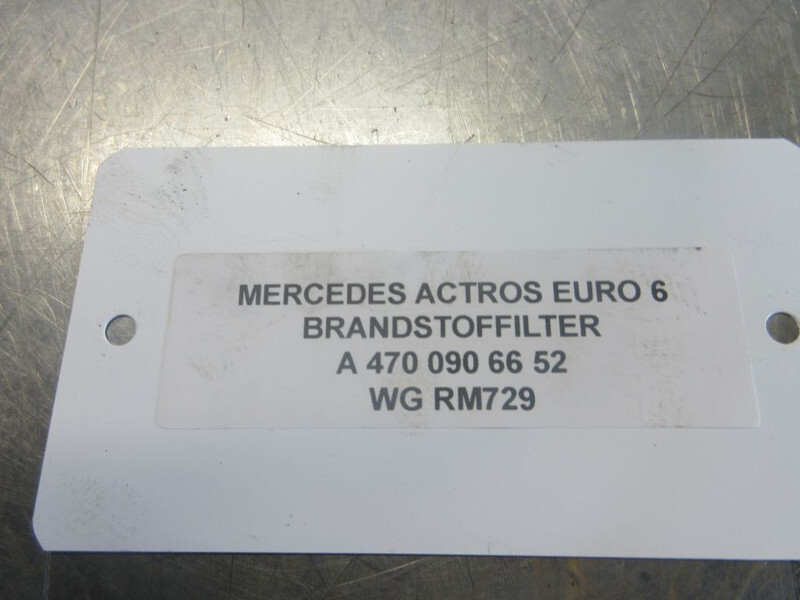 MERCEDES ACTROS EURO 6
BRANDSTOFFILTER
A 470 090 66 52
WG RM729